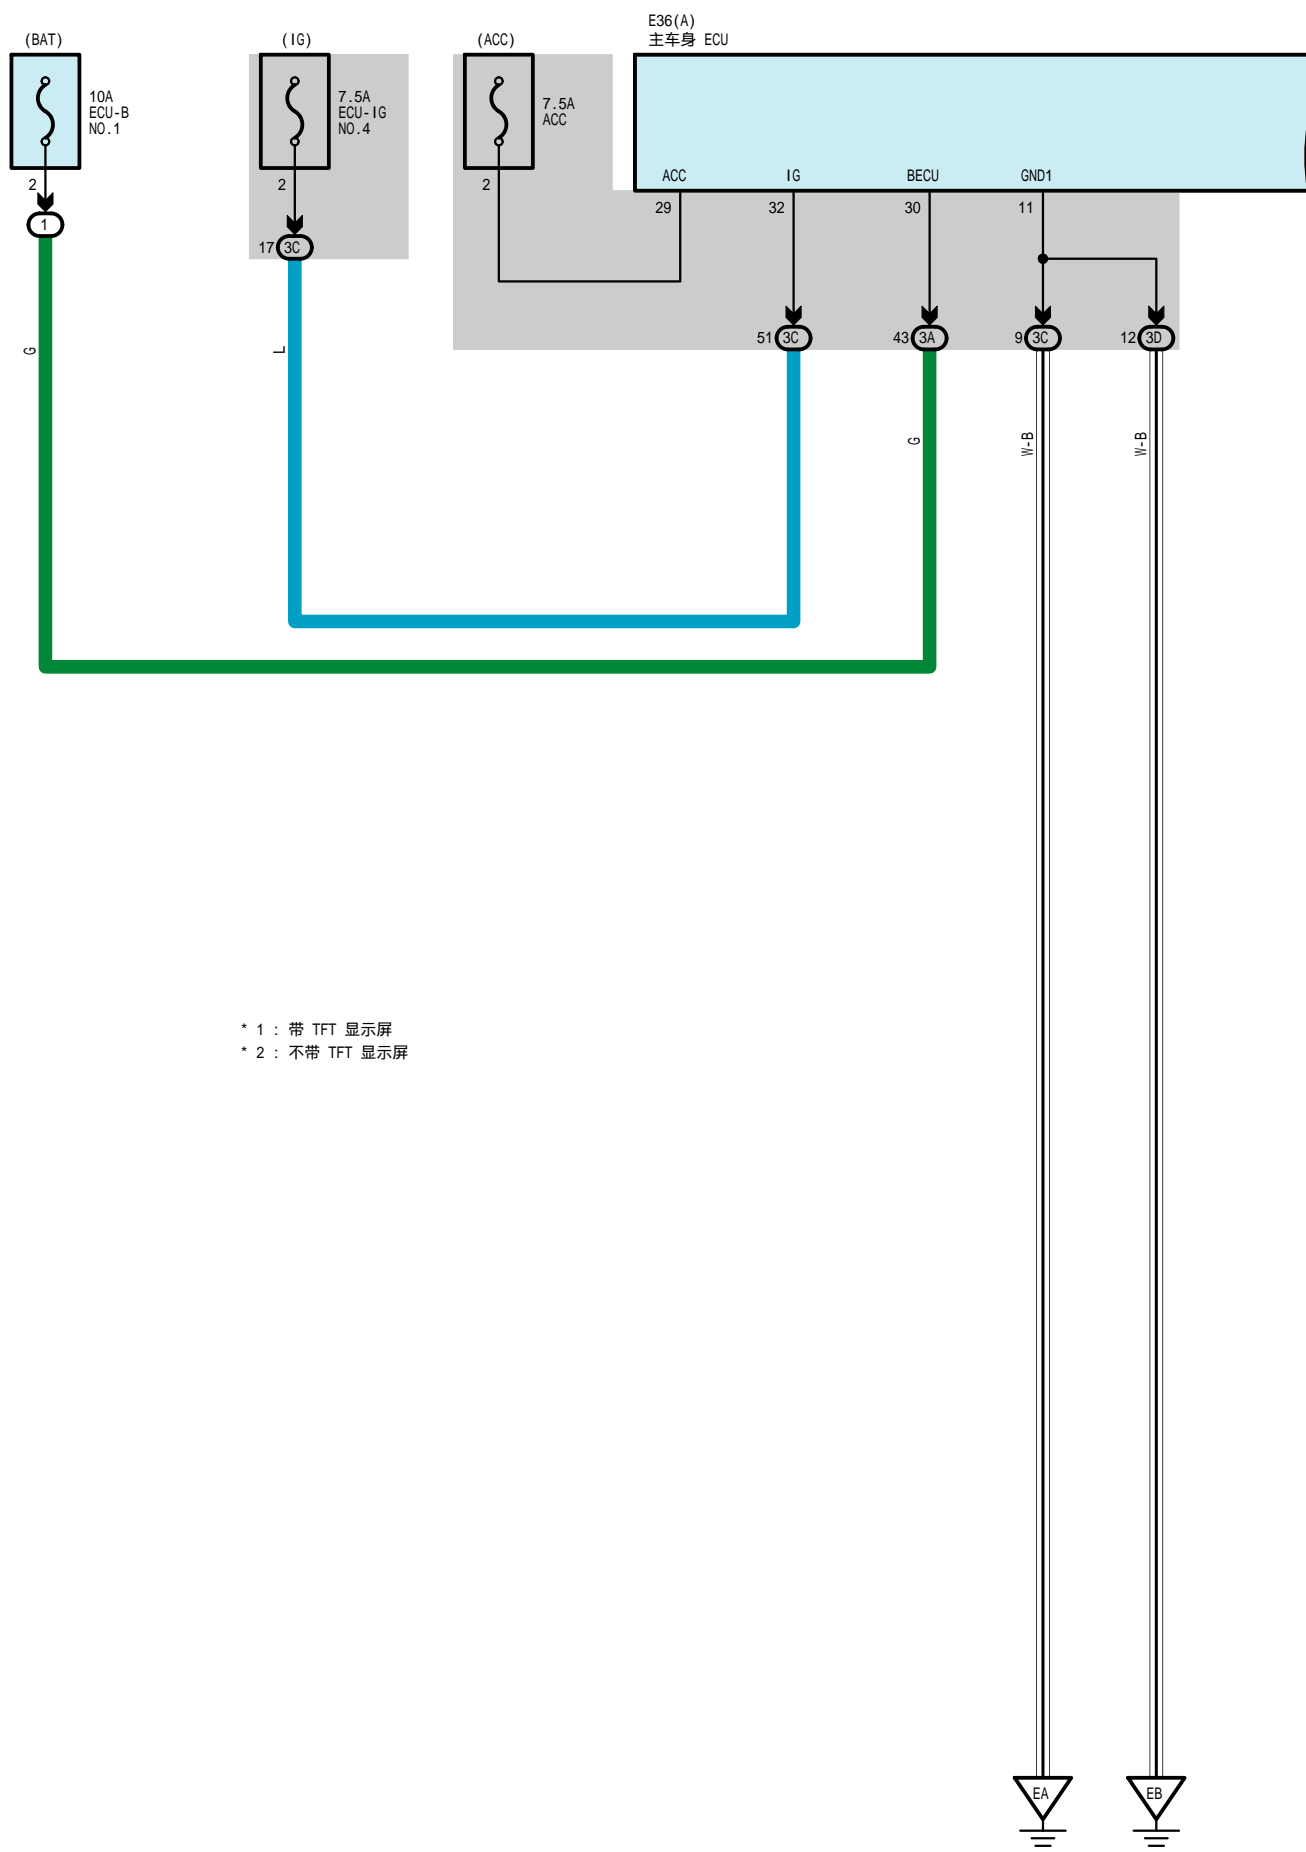 E36(A)
主车身 ECU
(BAT)
(IG)
(ACC)
10A
ECU-B
NO.1
7.5A
ECU-IG
NO.4
7.5A
ACC
ACC
IG
BECU
GND1
2
2
2
29
32
30
11
1
17
3C
51
3C
43
3A
9
3C
12
3D
G
L
G
W-B
W-B
* 1 : 带 TFT 显示屏
* 2 : 不带 TFT 显示屏
EA
EB